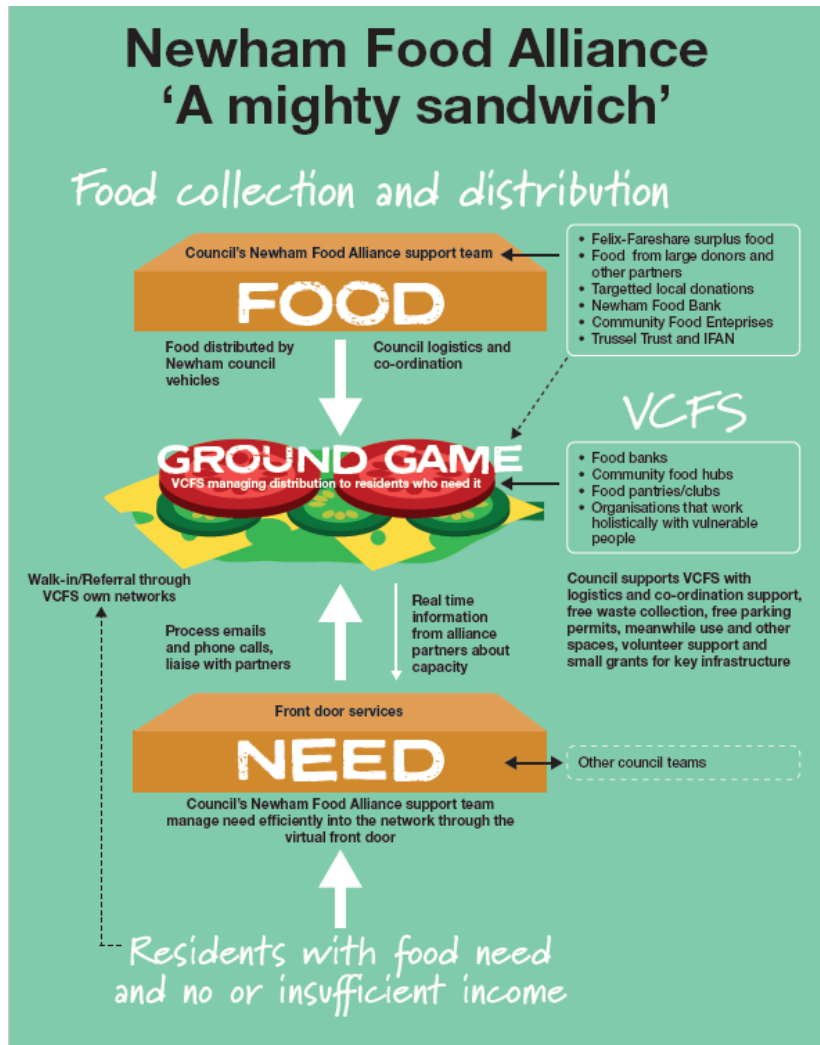 Newham Food Alliance
‘A mighty sandwich’
Food collection and distribution
Council’s Newham Food Alliance support team
FOOD
• Felix-Fareshare surplus food
• Food from large donors and
other partners
• Targetted local donations
• Newham Food Bank
• Community Food Enteprises
• Trussel Trust and IFAN
Food distributed by
Newham council
vehicles
Council logistics and
co-ordination
VCFS
GROUND GAME
VCFS managing distribution to residents who need it
• Food banks
• Community food hubs
• Food pantries/clubs
• Organisations that work
holistically with vulnerable
people
Council supports VCFS with
logistics and co-ordination support,
free waste collection, free parking
permits, meanwhile use and other
spaces, volunteer support and
small grants for key infrastructure
Walk-in/Referral through
VCFS own networks
Process emails
and phone calls,
liaise with partners
Real time
information
from alliance
partners about
capacity
Front door services
NEED
Other council teams
Council’s Newham Food Alliance support team
manage need efficiently into the network through the
virtual front door
Residents with food need
and no or insufficient income